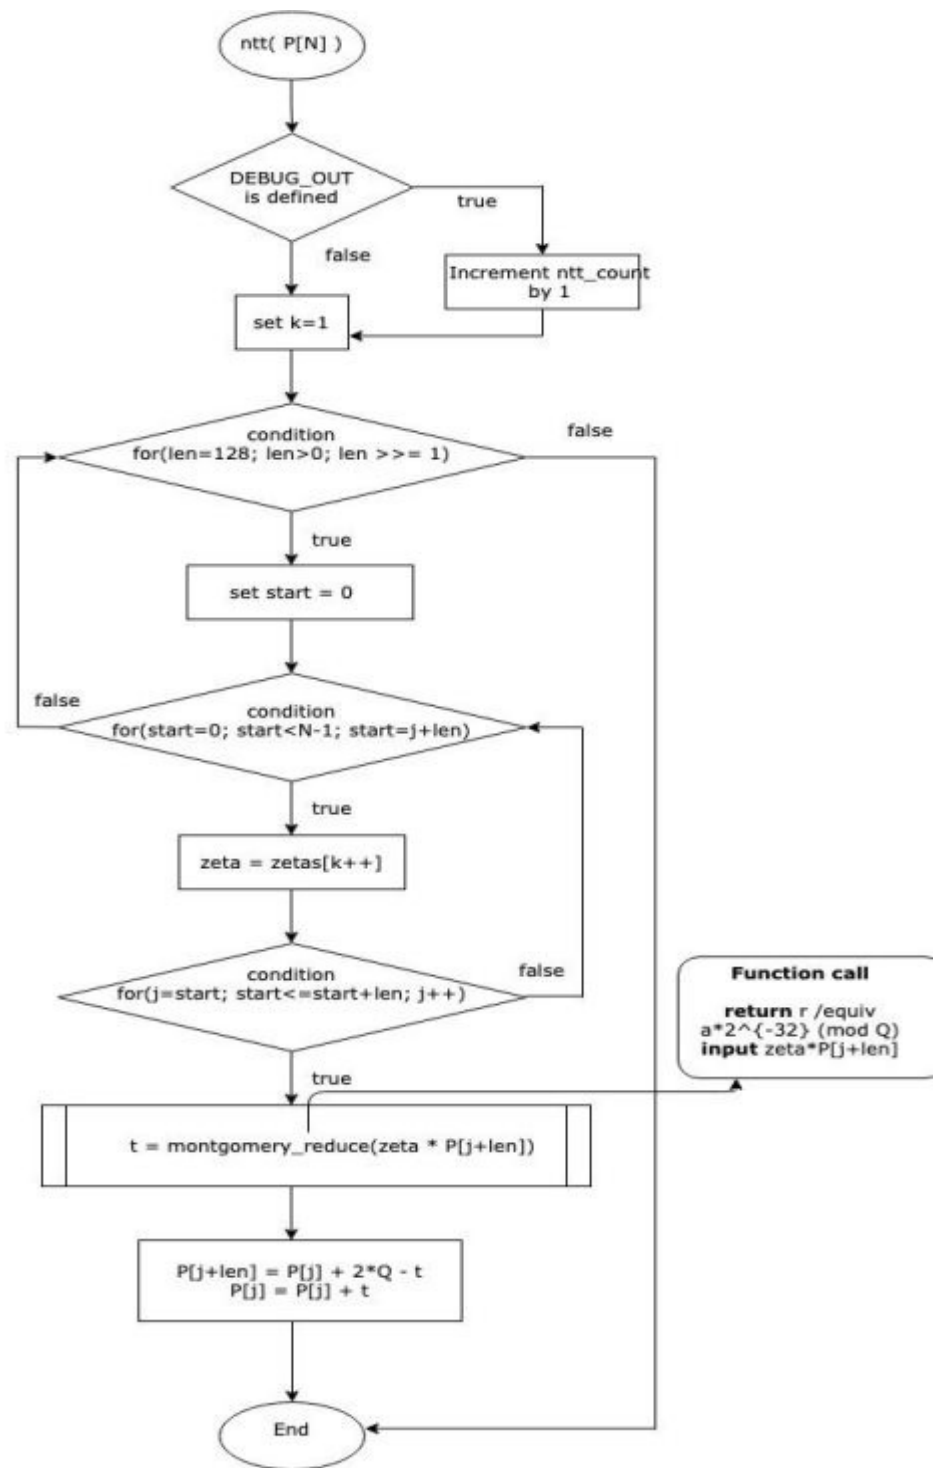 ntt( P[N] )
DEBUG_OUT
is defined
true
false
Increment ntt_count
by 1
set k=1
condition
for(len=128; len>0; len >>= 1)
false
true
set start = 0
false
condition
for(start=0; start<N-1; start=j+len)
true
zeta = zetas[k++]
condition
for(j=start; start<=start+len; j++)
false
Function call
return r /equiv
a*2^{-32} (mod Q)
input zeta*P[j+len]
true
t = montgomery_reduce(zeta * P[j+len])
P[j+len] = P[j] + 2*Q - t
P[j] = P[j] + t
End